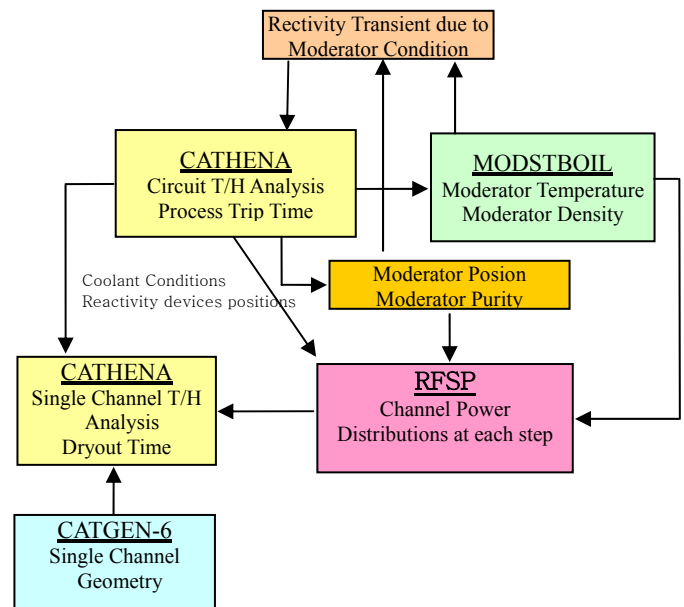 Rectivity Transient due to
Moderator Condition
CATHENA
Circuit T/H Analysis
Process Trip Time
MODSTBOIL
Moderator Temperature
Moderator Density
Coolant Conditions
Reactivity devices positions
Moderator Posion
Moderator Purity
CATHENA
Single Channel T/H
Analysis
Dryout Time
RFSP
Channel Power
Distributions at each step
CATGEN-6
Single Channel
Geometry